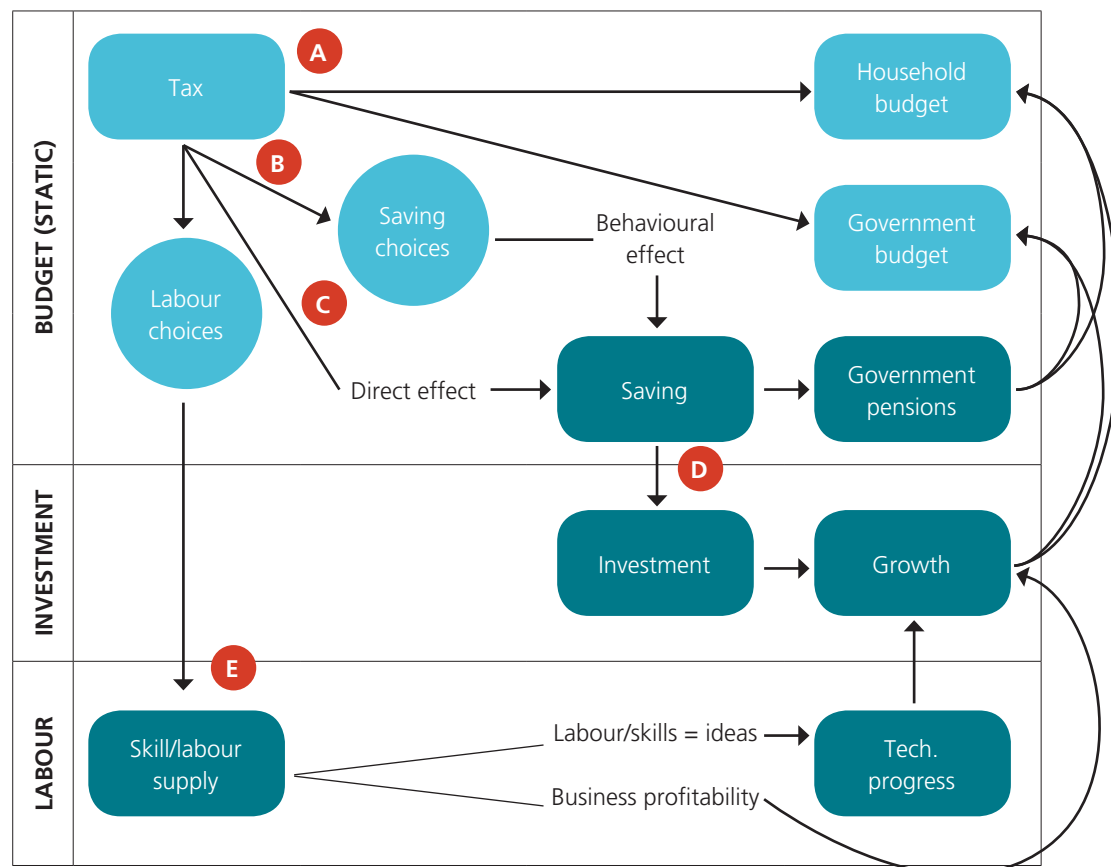 BUDGET (STATIC)
Tax
A
Household
budget
B
Saving
choices
Behavioural
effect
Government
budget
Labour
choices
C
Direct effect
Saving
Government
pensions
D
INVESTMENT
Investment
Growth
E
LABOUR
Skill/labour
supply
Labour/skills = ideas
Business profitability
Tech.
progress